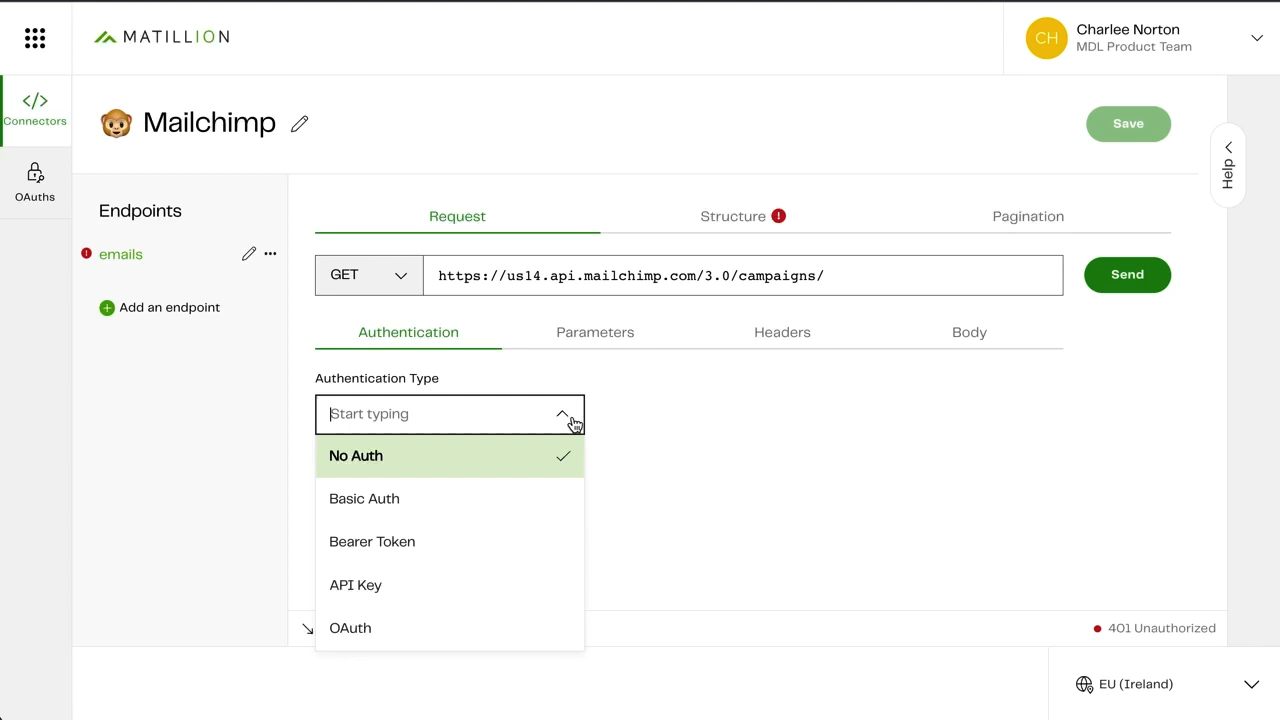 MATILLION
CH
Charlee Norton
MDL Product Team
Connectors
OAuths
Mailchimp
Save
Help
Endpoints
emails
Add an endpoint
Request
Structure
Pagination
GET
https://us14.api.mailchimp.com/3.0/campaigns/
Send
Authentication
Parameters
Headers
Body
Authentication Type
Start typing
No Auth
Basic Auth
Bearer Token
API Key
OAuth
401 Unauthorized
EU (Ireland)